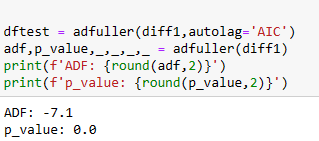 dftest = adfuller(diff1,autolag='AIC')
adf,p_value,_,_,_,_ = adfuller(diff1)
print(f'ADF: {round(adf,2)}')
print(f'p_value: {round(p_value,2)}')
ADF: -7.1
p_value: 0.0